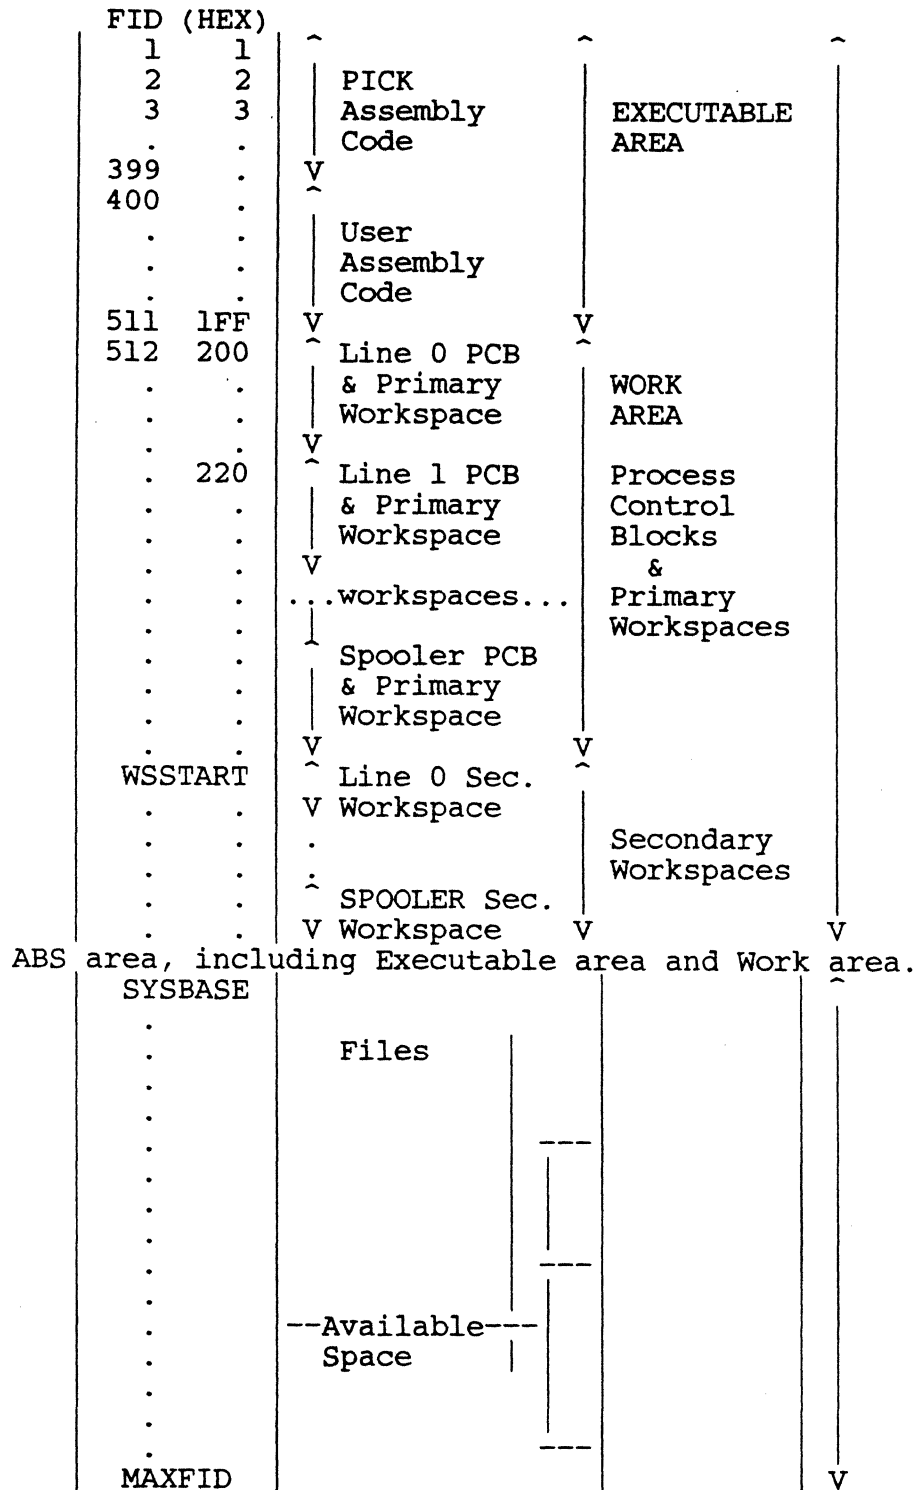 FID (HEX)
1 1
2 2 PICK
3 3 Assembly EXECUTABLE
. . Code AREA
399 . V
400 .
. . User
. . Assembly
. . Code
511 1FF V V
512 200 Line 0 PCB
. . & Primary WORK
. . Workspace AREA
. . V
. 220 Line 1 PCB Process
. . & Primary Control
. . Workspace Blocks
. . V &
. . ...workspaces... Primary
. . Workspaces
. . Spooler PCB
. . & Primary
. . Workspace
. . V V
WSSTART Line 0 Sec.
. . V Workspace
. . . Secondary
. . . Workspaces
. . SPOOLER Sec.
. . V Workspace V V
ABS area, including Executable area and Work area.
SYSBASE
.
. Files
.
.
.
.
.
.
.
.
. --Available---
. Space
.
.
.
MAXFID V